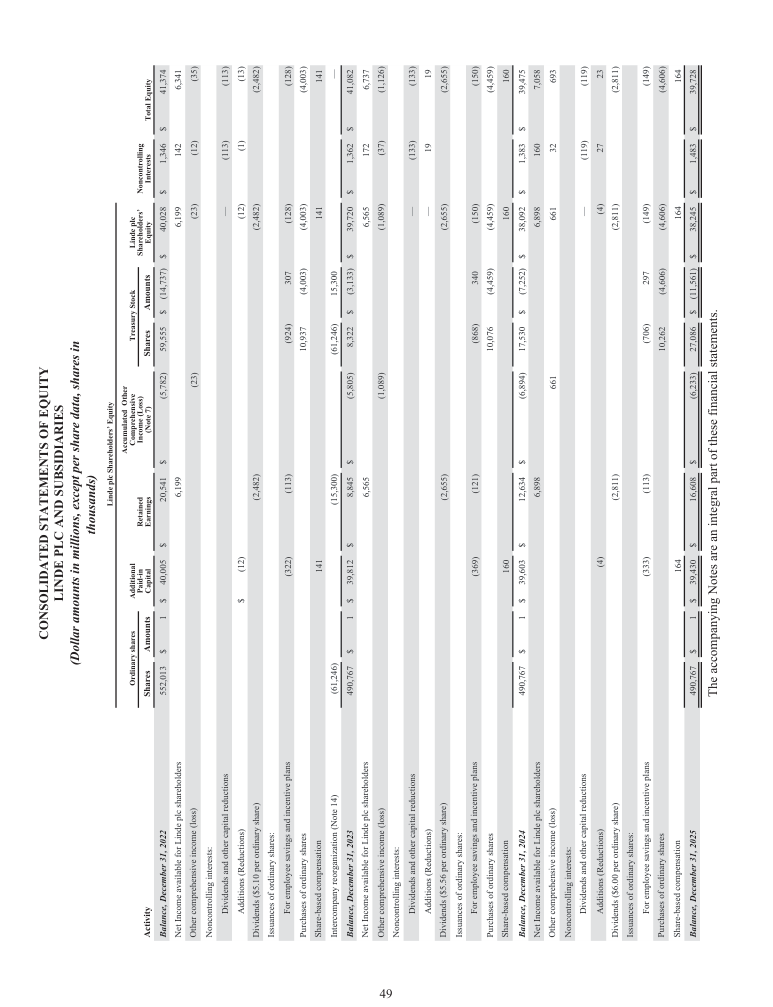 CONSOLIDATED STATEMENTS OF EQUITY
LINDE PLC AND SUBSIDIARIES
(Dollar amounts in millions, except per share data, shares in
thousands)
Linde plc Shareholders' Equity
Activity | Ordinary shares Shares | Ordinary shares Amounts | Additional Paid-in Capital | Retained Earnings | Accumulated Other Comprehensive Income (Loss) (Note 7) | Treasury Stock Shares | Treasury Stock Amounts | Linde plc Shareholders' Equity | Noncontrolling Interests | Total Equity
Balance, December 31, 2022 552,013 $ 1 $ 40,005 $ 20,541 $ (5,782) 59,555 $ (14,737) $ 40,028 $ 1,346 $ 41,374
Net Income available for Linde plc shareholders 6,199 6,199 142 6,341
Other comprehensive income (loss) (23) (23) (12) (35)
Noncontrolling interests:
Dividends and other capital reductions — (113) (113)
Additions (Reductions) $ (12) (12) (1) (13)
Dividends ($5.10 per ordinary share) (2,482) (2,482) (2,482)
Issuances of ordinary shares:
For employee savings and incentive plans (322) (113) (924) 307 (128) (128)
Purchases of ordinary shares 10,937 (4,003) (4,003) (4,003)
Share-based compensation 141 141 141
Intercompany reorganization (Note 14) (61,246) (15,300) (61,246) 15,300 —
Balance, December 31, 2023 490,767 $ 1 $ 39,812 $ 8,845 $ (5,805) 8,322 $ (3,133) $ 39,720 $ 1,362 $ 41,082
Net Income available for Linde plc shareholders 6,565 6,565 172 6,737
Other comprehensive income (loss) (1,089) (1,089) (37) (1,126)
Noncontrolling interests:
Dividends and other capital reductions — (133) (133)
Additions (Reductions) — 19 19
Dividends ($5.56 per ordinary share) (2,655) (2,655) (2,655)
Issuances of ordinary shares:
For employee savings and incentive plans (369) (121) (868) 340 (150) (150)
Purchases of ordinary shares 10,076 (4,459) (4,459) (4,459)
Share-based compensation 160 160 160
Balance, December 31, 2024 490,767 $ 1 $ 39,603 $ 12,634 $ (6,894) 17,530 $ (7,252) $ 38,092 $ 1,383 $ 39,475
Net Income available for Linde plc shareholders 6,898 6,898 160 7,058
Other comprehensive income (loss) 661 661 32 693
Noncontrolling interests:
Dividends and other capital reductions — (119) (119)
Additions (Reductions) (4) (4) 27 23
Dividends ($6.00 per ordinary share) (2,811) (2,811) (2,811)
Issuances of ordinary shares:
For employee savings and incentive plans (333) (113) (706) 297 (149) (149)
Purchases of ordinary shares 10,262 (4,606) (4,606) (4,606)
Share-based compensation 164 164 164
Balance, December 31, 2025 490,767 $ 1 $ 39,430 $ 16,608 $ (6,233) 27,086 $ (11,561) $ 38,245 $ 1,483 $ 39,728
The accompanying Notes are an integral part of these financial statements.
49